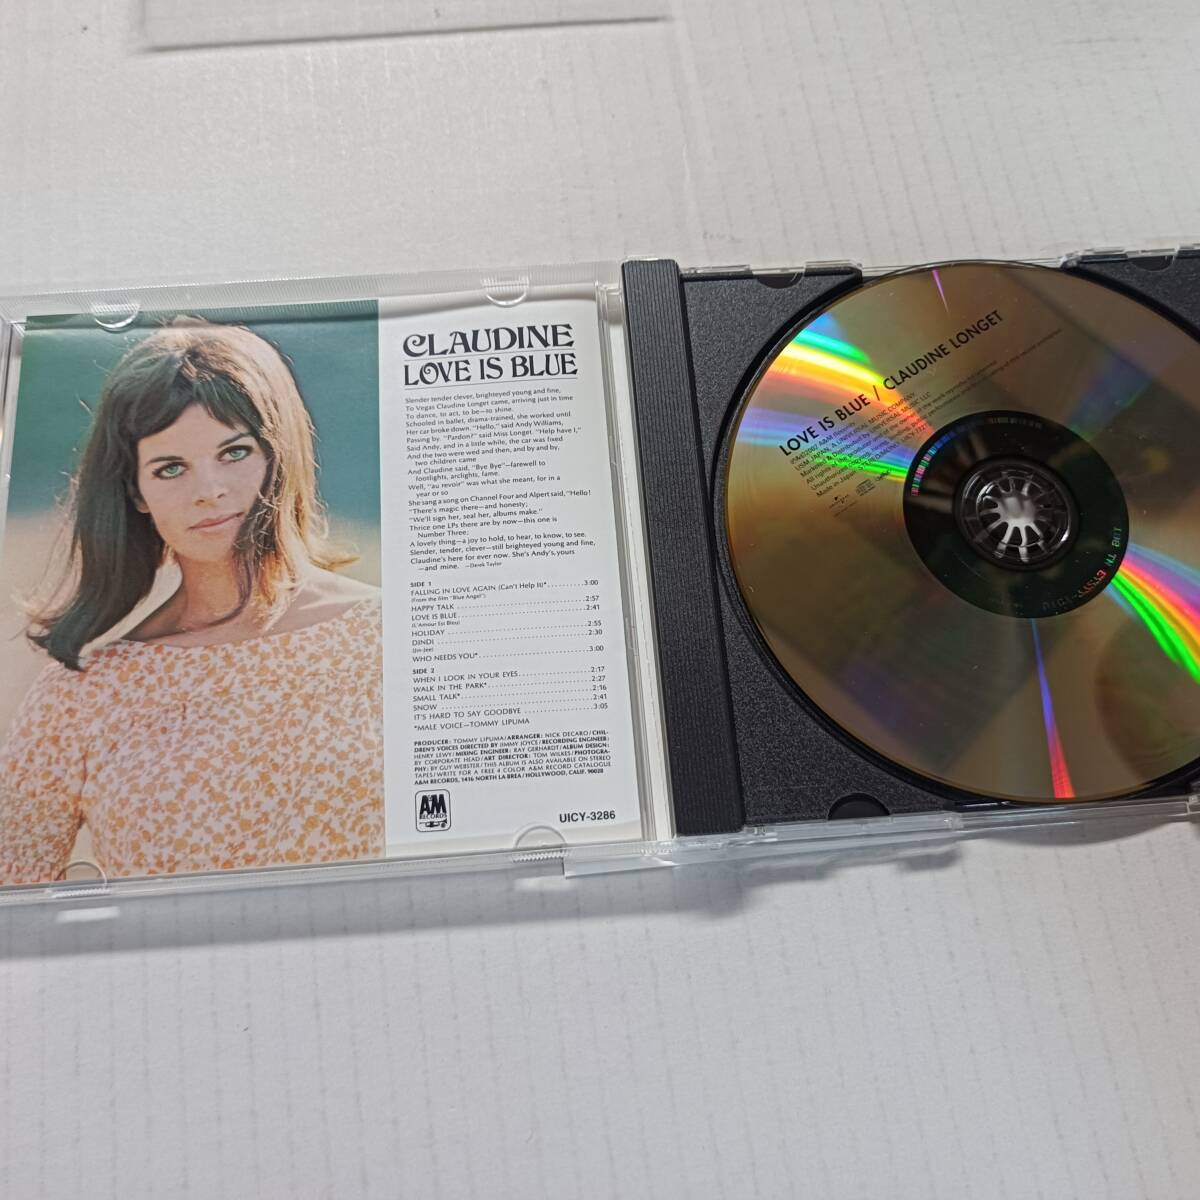 CLAUDINE
LOVE IS BLUE
Slender tender clever, brighteyed young and fine,
To Vegas Claudine Longet came, arriving just in time
To dance, to act, to be—to shine.
Schooled in ballet, drama-trained, she worked until
Her car broke down. "Hello," said Andy Williams,
Passing by. "Pardon?" said Miss Longet. "Help have I,"
Said Andy, and in a little while, the car was fixed
And the two were wed and then, and by and by,
two children came
And Claudine said, "Bye Bye"—farewell to
footlights, arclights, fame.
Well, "au revoir" was what she meant, for in a
year or so
She sang a song on Channel Four and Alpert said, "Hello!
"There's magic there—and honesty;
"We'll sign her, seal her, albums make."
Thrice one LPs there are by now—this one is
Number Three;
A lovely thing—a joy to hold, to hear, to know, to see.
Slender, tender, clever—still brighteyed young and fine,
Claudine's here for ever now. She's Andy's, yours
—and mine. —Derek Taylor
SIDE 1
FALLING IN LOVE AGAIN (Can't Help It)*..........3:00
(From the film "Blue Angel")
HAPPY TALK ..........2:57
LOVE IS BLUE..........2:41
(L'Amour Est Bleu)
HOLIDAY ..........2:55
DINDI ..........2:30
(Jin-Jee)
WHO NEEDS YOU*..........3:00
SIDE 2
WHEN I LOOK IN YOUR EYES..........2:17
WALK IN THE PARK*..........2:27
SMALL TALK*..........2:16
SNOW ..........2:41
IT'S HARD TO SAY GOODBYE ..........3:05
*MALE VOICE—TOMMY LIPUMA
PRODUCER: TOMMY LIPUMA/ARRANGER: NICK DECARO/CHIL-
DREN'S VOICES DIRECTED BY JIMMY JOYCE/RECORDING ENGINEER:
HENRY LEWY/MIXING ENGINEER: RAY GERHARDT/ALBUM DESIGN:
BY CORPORATE HEAD/ART DIRECTOR: TOM WILKES/PHOTOGRA-
PHY: BY GUY WEBSTER/THIS ALBUM IS ALSO AVAILABLE ON STEREO
TAPES/WRITE FOR A FREE 4 COLOR A&M RECORD CATALOGUE
A&M RECORDS, 1416 NORTH LA BREA/HOLLYWOOD, CALIF. 90028
A&M
RECORDS
UICY-3286
LOVE IS BLUE / CLAUDINE LONGET